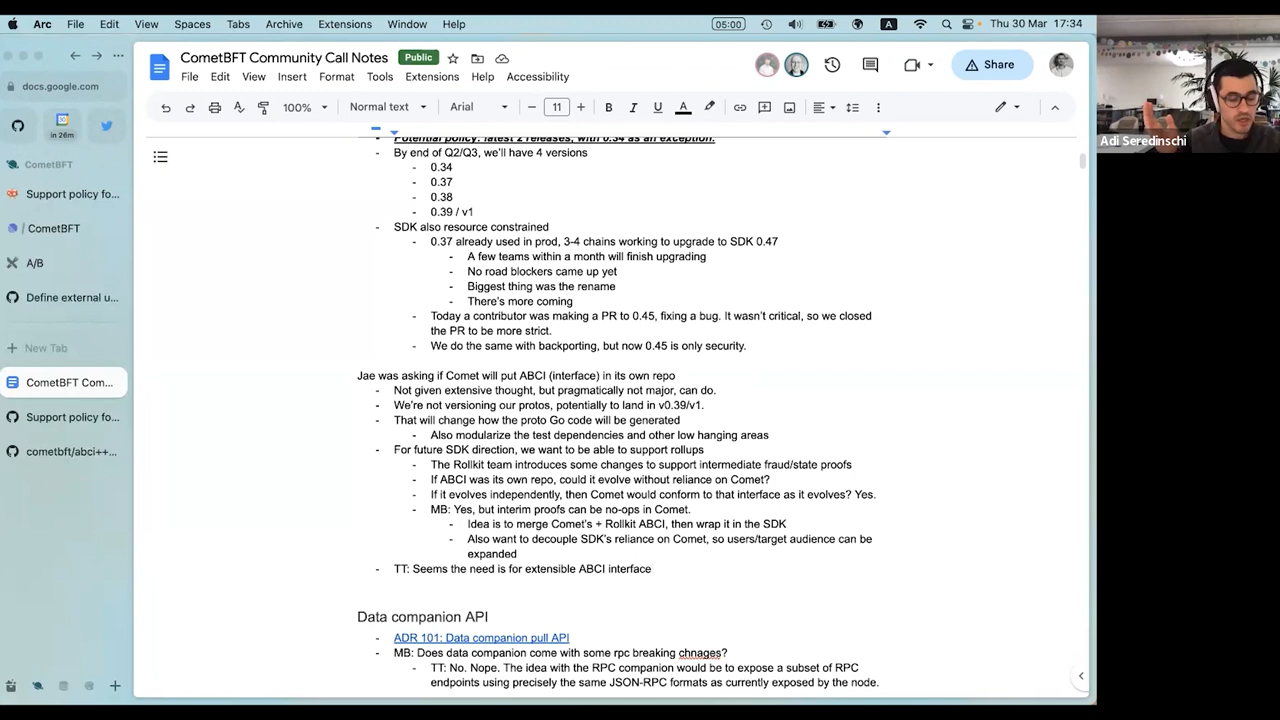 Arc File Edit View Spaces Tabs Archive Extensions Window Help 05:00 A Thu 30 Mar 17:34
docs.google.com
in 26m
CometBFT
Support policy fo...
/ CometBFT
A/B
Define external u...
New Tab
CometBFT Com...
Support policy fo...
cometbft/abci++...
CometBFT Community Call Notes Public
File Edit View Insert Format Tools Extensions Help Accessibility
Share
100% Normal text Arial 11 B I U A
- Potential policy: latest 2 releases, with 0.34 as an exception.
- By end of Q2/Q3, we'll have 4 versions
- 0.34
- 0.37
- 0.38
- 0.39 / v1
- SDK also resource constrained
- 0.37 already used in prod, 3-4 chains working to upgrade to SDK 0.47
- A few teams within a month will finish upgrading
- No road blockers came up yet
- Biggest thing was the rename
- There's more coming
- Today a contributor was making a PR to 0.45, fixing a bug. It wasn't critical, so we closed
the PR to be more strict.
- We do the same with backporting, but now 0.45 is only security.
Jae was asking if Comet will put ABCI (interface) in its own repo
- Not given extensive thought, but pragmatically not major, can do.
- We're not versioning our protos, potentially to land in v0.39/v1.
- That will change how the proto Go code will be generated
- Also modularize the test dependencies and other low hanging areas
- For future SDK direction, we want to be able to support rollups
- The Rollkit team introduces some changes to support intermediate fraud/state proofs
- If ABCI was its own repo, could it evolve without reliance on Comet?
- If it evolves independently, then Comet would conform to that interface as it evolves? Yes.
- MB: Yes, but interim proofs can be no-ops in Comet.
- Idea is to merge Comet's + Rollkit ABCI, then wrap it in the SDK
- Also want to decouple SDK's reliance on Comet, so users/target audience can be
expanded
- TT: Seems the need is for extensible ABCI interface
Data companion API
- ADR 101: Data companion pull API
- MB: Does data companion come with some rpc breaking chnages?
- TT: No. Nope. The idea with the RPC companion would be to expose a subset of RPC
endpoints using precisely the same JSON-RPC formats as currently exposed by the node.
Adi Seredinschi